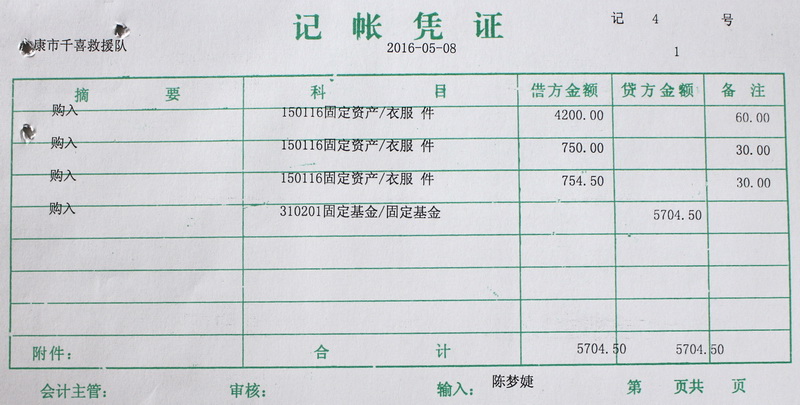 记帐凭证
记 4 号
康市千喜救援队
2016-05-08
1
摘要 科目 借方金额 贷方金额 备注
购入 150116固定资产/衣服 件 4200.00 60.00
购入 150116固定资产/衣服 件 750.00 30.00
购入 150116固定资产/衣服 件 754.50 30.00
购入 310201固定基金/固定基金 5704.50
附件: 合计 5704.50 5704.50
会计主管: 审核: 输入: 陈梦婕 第 页共 页